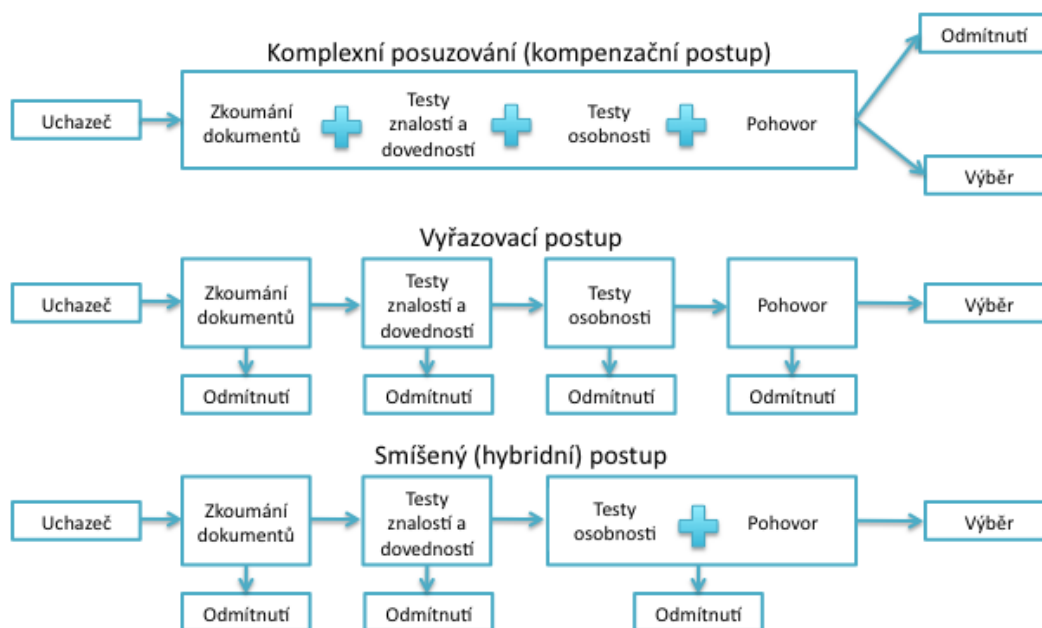 Komplexní posuzování (kompenzační postup)
Odmítnutí
Uchazeč
Zkoumání
dokumentů
Testy
znalostí a
dovedností
Testy
osobnosti
Pohovor
Výběr
Vyřazovací postup
Uchazeč
Zkoumání
dokumentů
Testy
znalostí a
dovedností
Testy
osobnosti
Pohovor
Výběr
Odmítnutí
Odmítnutí
Odmítnutí
Odmítnutí
Smíšený (hybridní) postup
Uchazeč
Zkoumání
dokumentů
Testy
znalostí a
dovedností
Testy
osobnosti
Pohovor
Výběr
Odmítnutí
Odmítnutí
Odmítnutí